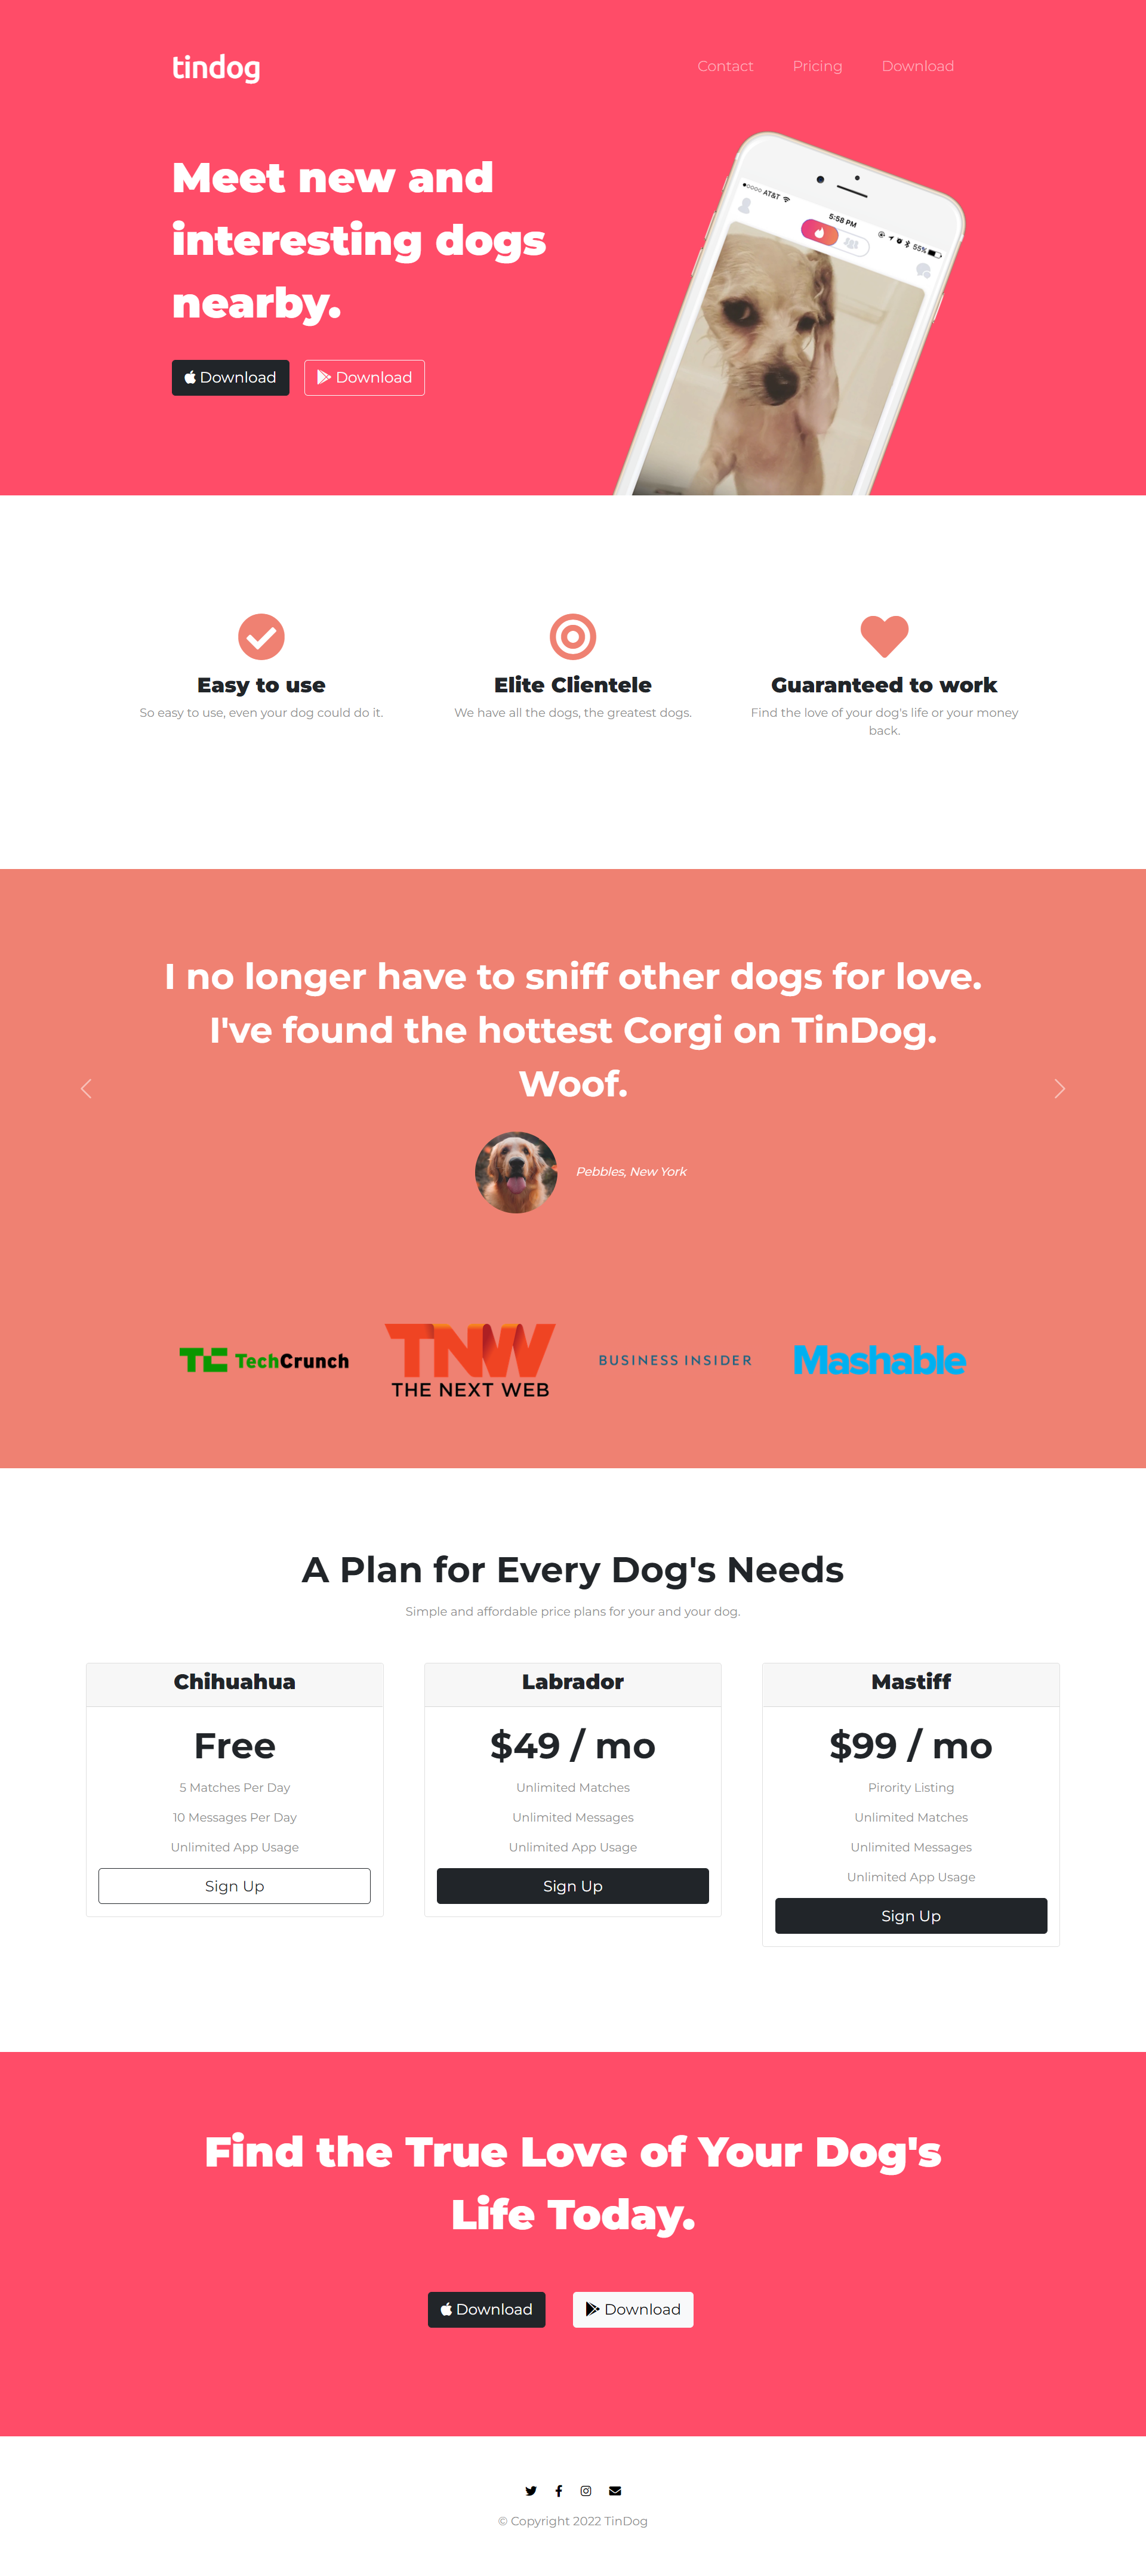 tindog
Contact
Pricing
Download
Meet new and
interesting dogs
nearby.
Download
Download
●○○○○ AT&T
5:58 PM
55%
Easy to use
So easy to use, even your dog could do it.
Elite Clientele
We have all the dogs, the greatest dogs.
Guaranteed to work
Find the love of your dog's life or your money
back.
I no longer have to sniff other dogs for love.
I've found the hottest Corgi on TinDog.
Woof.
Pebbles, New York
TC TechCrunch
TNW
THE NEXT WEB
BUSINESS INSIDER
Mashable
A Plan for Every Dog's Needs
Simple and affordable price plans for your and your dog.
Chihuahua
Free
5 Matches Per Day
10 Messages Per Day
Unlimited App Usage
Sign Up
Labrador
$49 / mo
Unlimited Matches
Unlimited Messages
Unlimited App Usage
Sign Up
Mastiff
$99 / mo
Pirority Listing
Unlimited Matches
Unlimited Messages
Unlimited App Usage
Sign Up
Find the True Love of Your Dog's
Life Today.
Download
Download
© Copyright 2022 TinDog